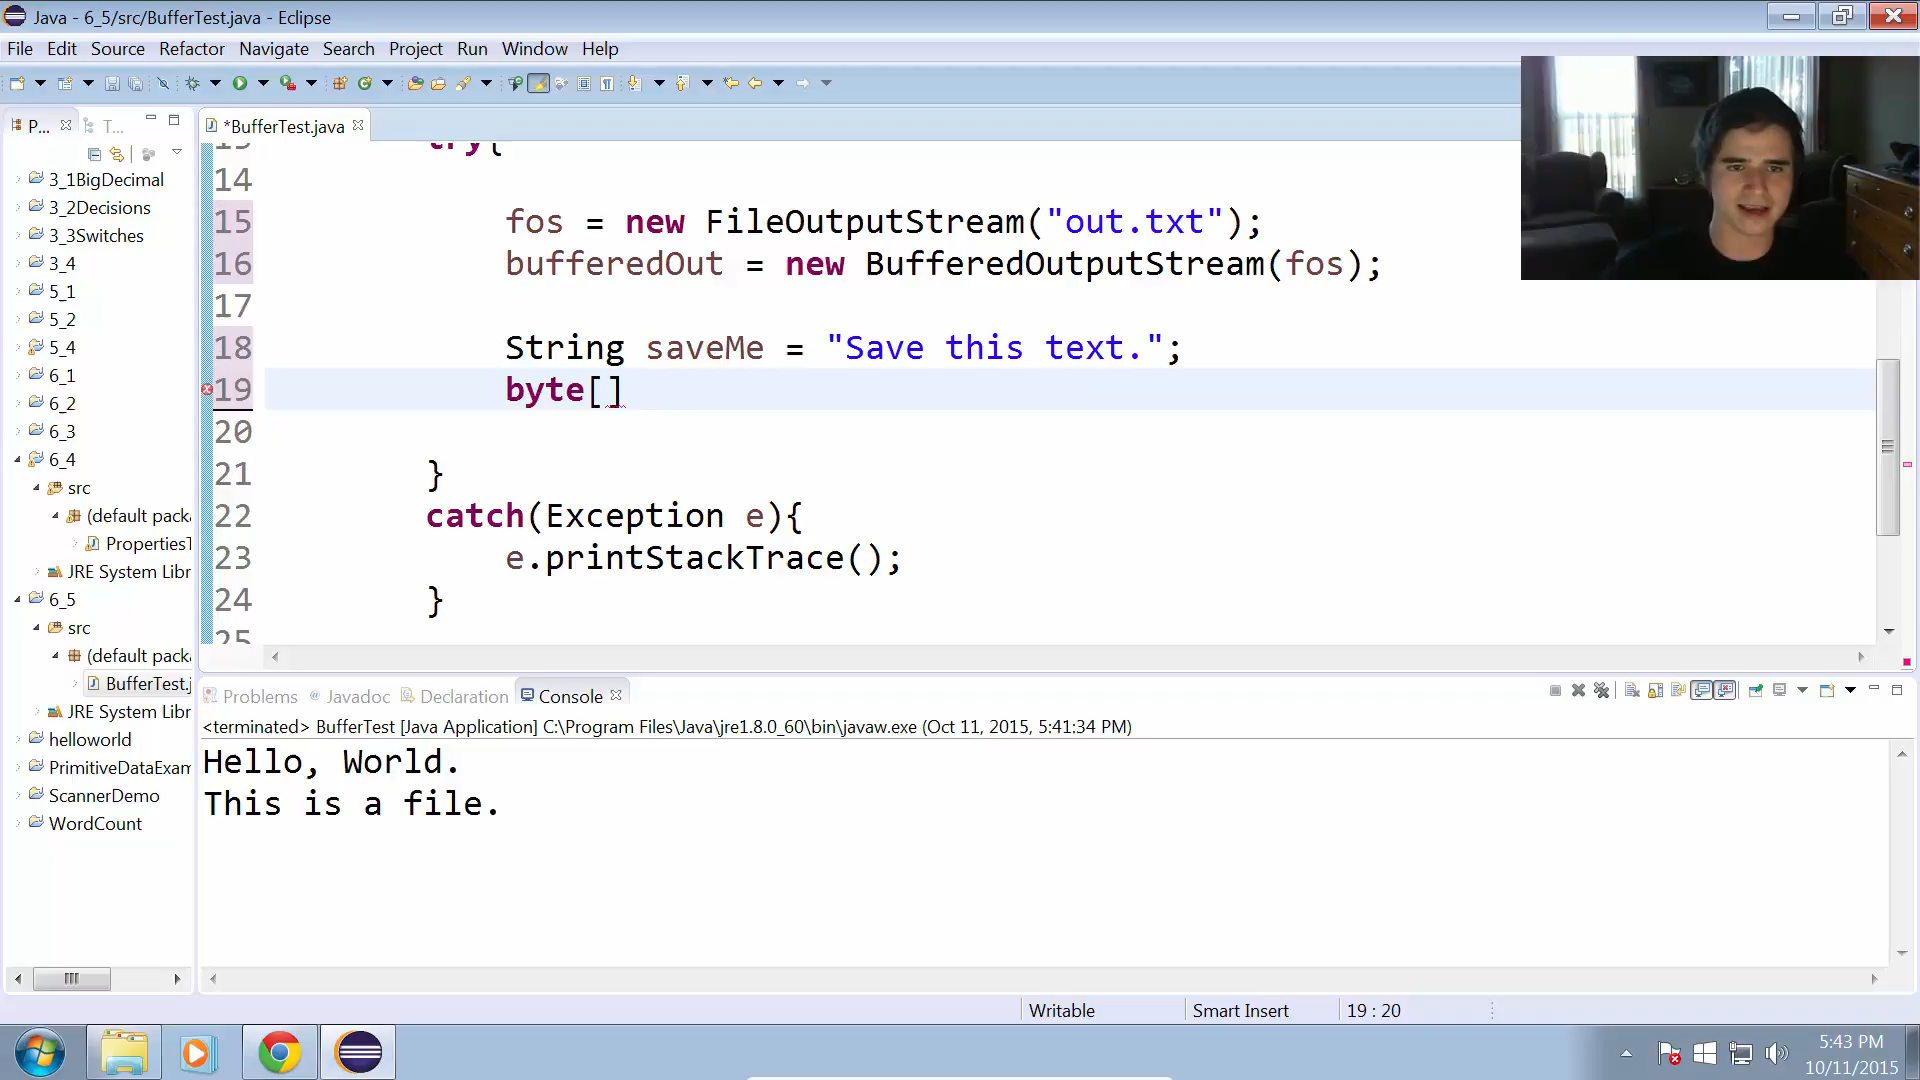 Java - 6_5/src/BufferTest.java - Eclipse
File Edit Source Refactor Navigate Search Project Run Window Help
P... T... *BufferTest.java
3_1BigDecimal
3_2Decisions
3_3Switches
3_4
5_1
5_2
5_4
6_1
6_2
6_3
6_4
src
(default pack
PropertiesT
JRE System Libr
6_5
src
(default pack
BufferTest.j
JRE System Libr
helloworld
PrimitiveDataExam
ScannerDemo
WordCount
13 try{
14
15 fos = new FileOutputStream("out.txt");
16 bufferedOut = new BufferedOutputStream(fos);
17
18 String saveMe = "Save this text.";
19 byte[]
20
21 }
22 catch(Exception e){
23 e.printStackTrace();
24 }
25
Problems @ Javadoc Declaration Console
<terminated> BufferTest [Java Application] C:\Program Files\Java\jre1.8.0_60\bin\javaw.exe (Oct 11, 2015, 5:41:34 PM)
Hello, World.
This is a file.
Writable Smart Insert 19 : 20
5:43 PM
10/11/2015